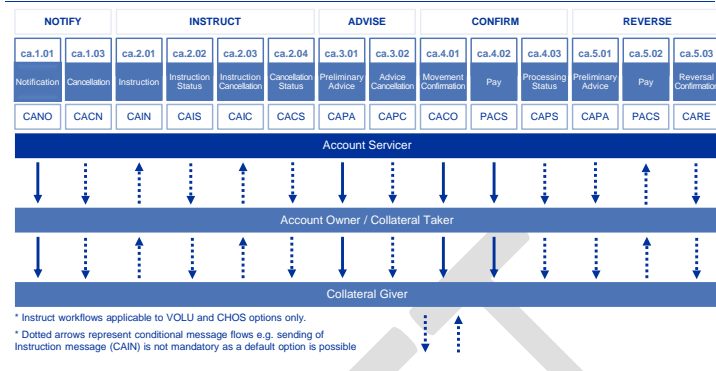 NOTIFY INSTRUCT ADVISE CONFIRM REVERSE
ca.1.01 ca.1.03 ca.2.01 ca.2.02 ca.2.03 ca.2.04 ca.3.01 ca.3.02 ca.4.01 ca.4.02 ca.4.03 ca.5.01 ca.5.02 ca.5.03
Notification Cancellation Instruction Instruction Status Instruction Cancellation Cancellation Status Preliminary Advice Advice Cancellation Movement Confirmation Pay Processing Status Preliminary Advice Pay Reversal Confirmation
CANO CACN CAIN CAIS CAIC CACS CAPA CAPC CACO PACS CAPS CAPA PACS CARE
Account Servicer
Account Owner / Collateral Taker
Collateral Giver
* Instruct workflows applicable to VOLU and CHOS options only.
* Dotted arrows represent conditional message flows e.g. sending of
Instruction message (CAIN) is not mandatory as a default option is possible